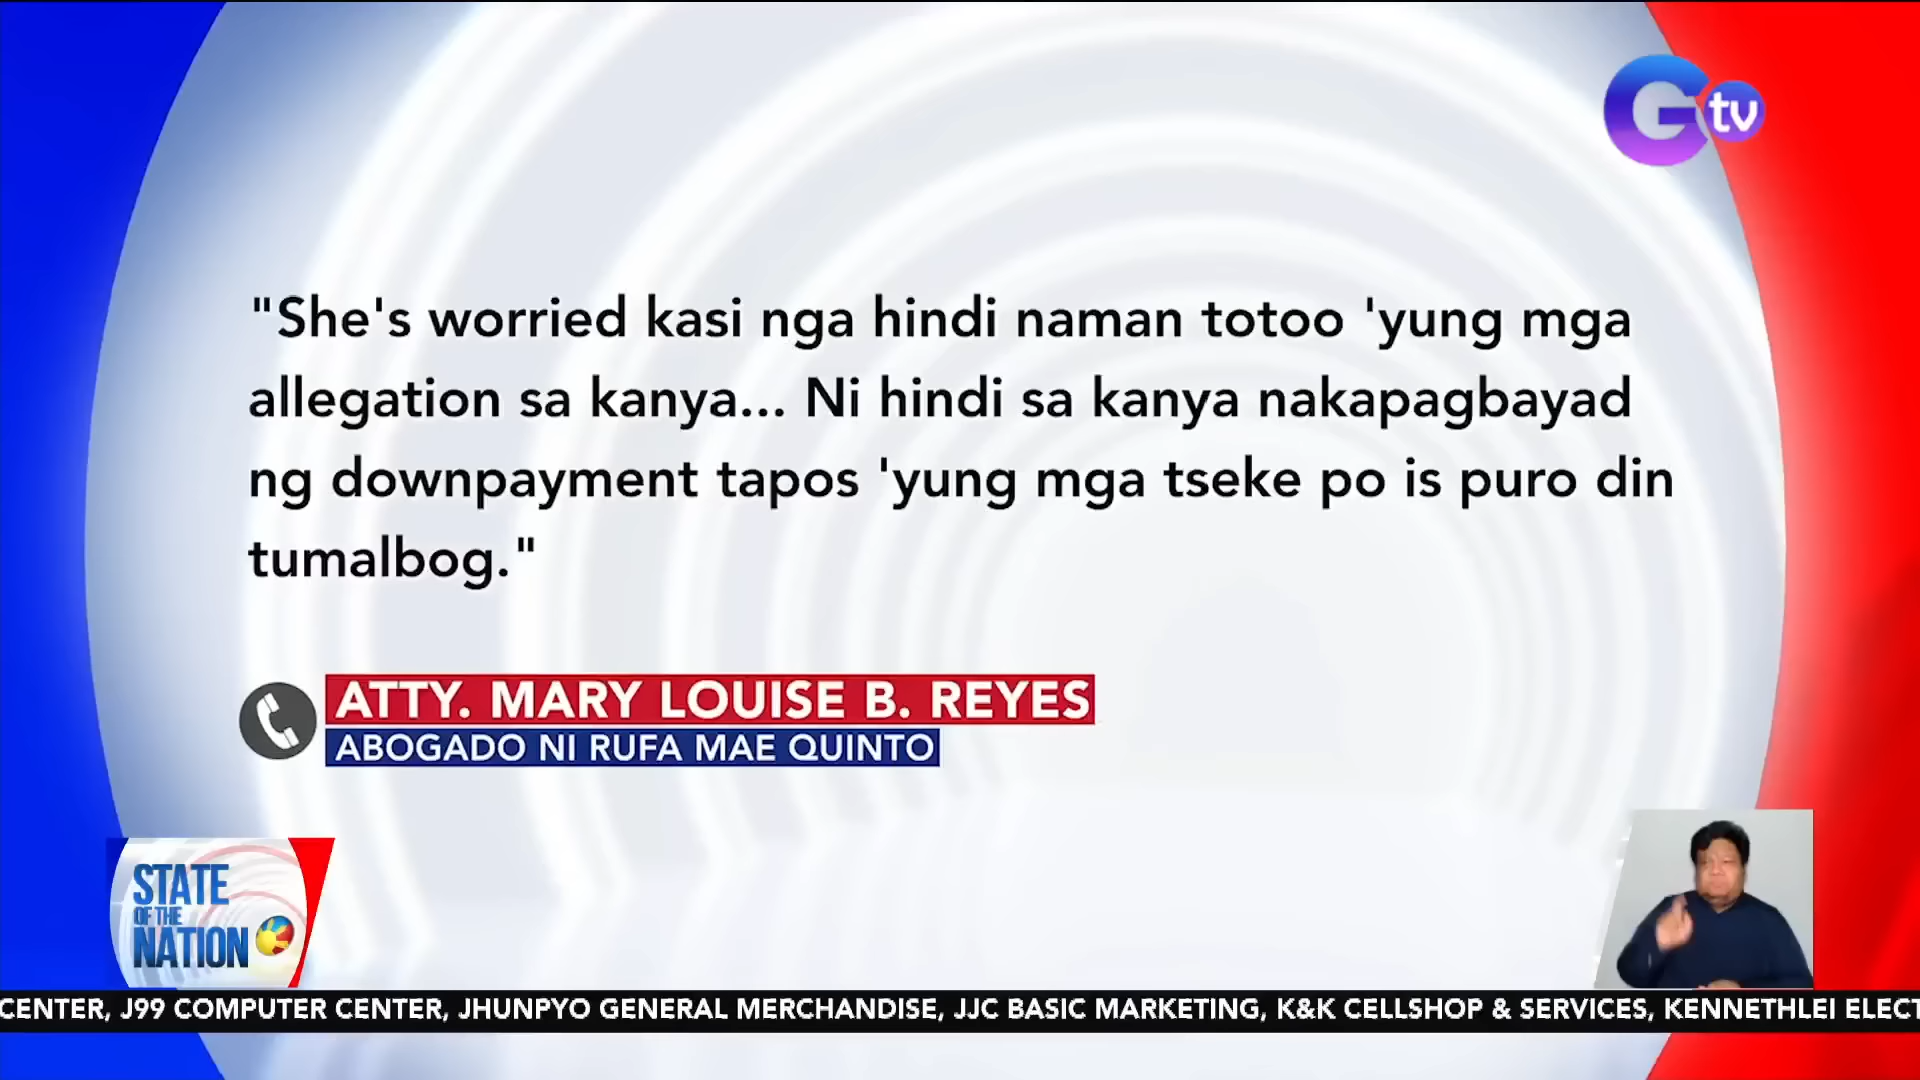 Gtv
"She's worried kasi nga hindi naman totoo 'yung mga
allegation sa kanya... Ni hindi sa kanya nakapagbayad
ng downpayment tapos 'yung mga tseke po is puro din
tumalbog."
ATTY. MARY LOUISE B. REYES
ABOGADO NI RUFA MAE QUINTO
STATE
OF THE
NATION
CENTER, J99 COMPUTER CENTER, JHUNPYO GENERAL MERCHANDISE, JJC BASIC MARKETING, K&K CELLSHOP & SERVICES, KENNETHLEI ELECT